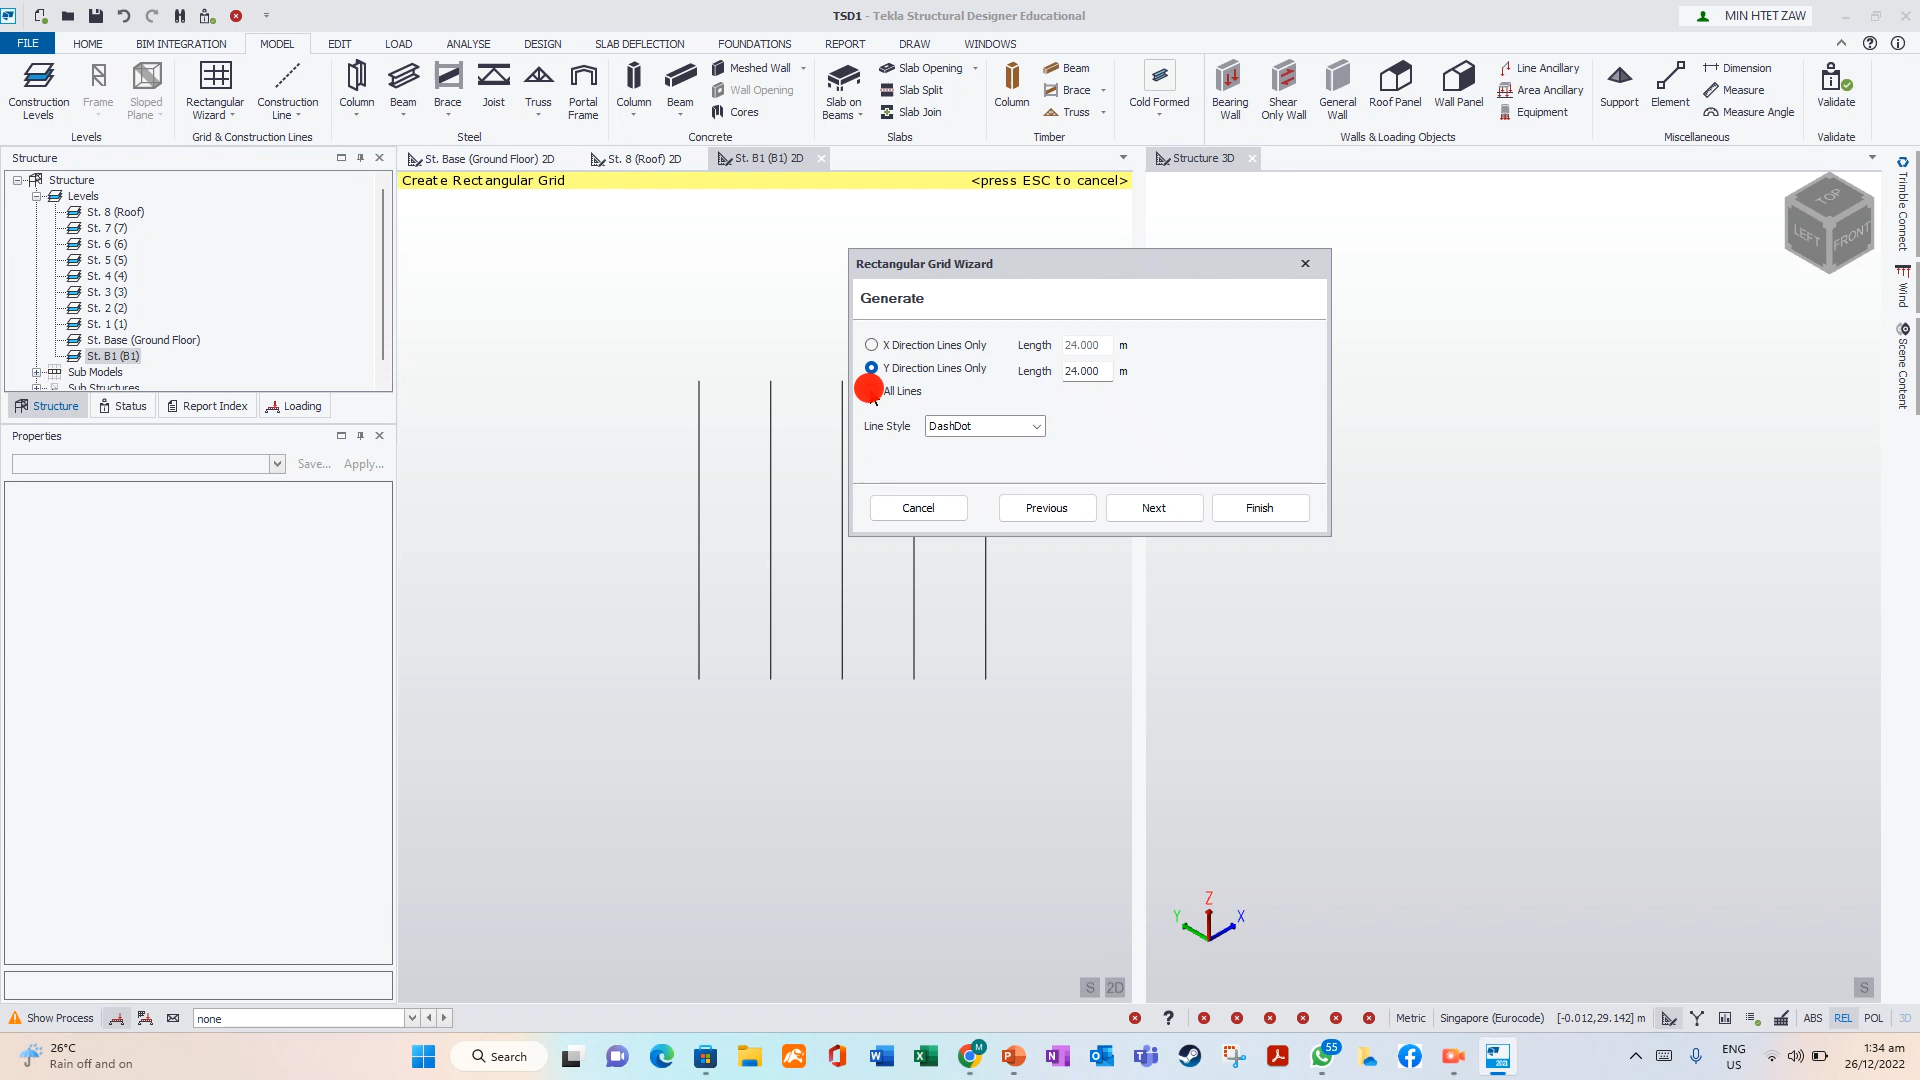 TSD1 - Tekla Structural Designer Educational
MIN HTET ZAW
FILE HOME BIM INTEGRATION MODEL EDIT LOAD ANALYSE DESIGN SLAB DEFLECTION FOUNDATIONS REPORT DRAW WINDOWS
Construction Levels
Frame
Sloped Plane
Levels
Rectangular Wizard
Construction Line
Grid & Construction Lines
Column
Beam
Brace
Joist
Truss
Portal Frame
Steel
Column
Beam
Meshed Wall
Wall Opening
Cores
Concrete
Slab on Beams
Slab Opening
Slab Split
Slab Join
Slabs
Column
Beam
Brace
Truss
Timber
Cold Formed
Bearing Wall
Shear Only Wall
General Wall
Roof Panel
Wall Panel
Line Ancillary
Area Ancillary
Equipment
Walls & Loading Objects
Support
Element
Dimension
Measure
Measure Angle
Miscellaneous
Validate
Validate
Structure
Structure
Levels
St. 8 (Roof)
St. 7 (7)
St. 6 (6)
St. 5 (5)
St. 4 (4)
St. 3 (3)
St. 2 (2)
St. 1 (1)
St. Base (Ground Floor)
St. B1 (B1)
Sub Models
Sub Structures
Structure Status Report Index Loading
Properties
Save... Apply...
St. Base (Ground Floor) 2D St. 8 (Roof) 2D St. B1 (B1) 2D
Create Rectangular Grid <press ESC to cancel>
Structure 3D
TOP
LEFT
FRONT
Trimble Connect
Wind
Scene Content
Rectangular Grid Wizard
Generate
X Direction Lines Only Length 24.000 m
Y Direction Lines Only Length 24.000 m
All Lines
Line Style DashDot
Cancel Previous Next Finish
Z
Y
X
S 2D
S
Show Process none
Metric Singapore (Eurocode) [-0.012,29.142] m ABS REL POL 3D
26°C
Rain off and on
Search
M
55
ENG
US
1:34 am
26/12/2022